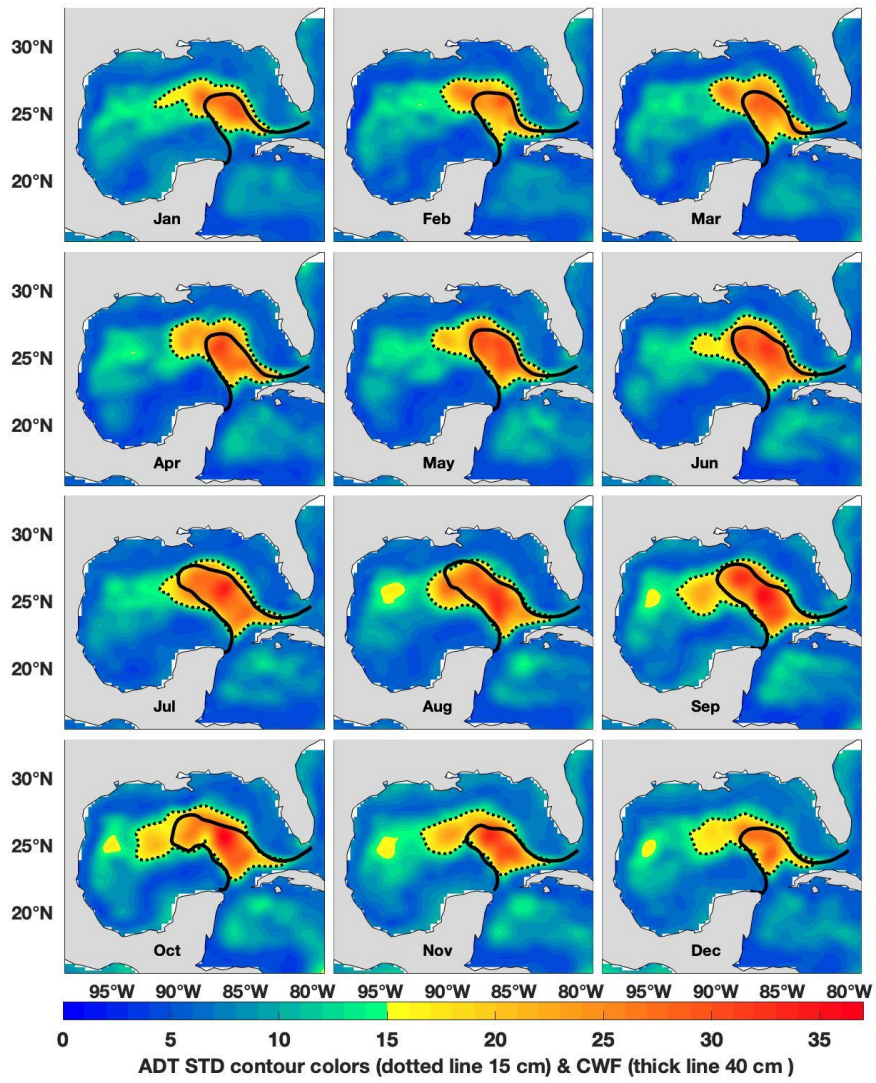 30°N
25°N
20°N
Jan
Feb
Mar
30°N
25°N
20°N
Apr
May
Jun
30°N
25°N
20°N
Jul
Aug
Sep
30°N
25°N
20°N
Oct
Nov
Dec
95°W 90°W 85°W 80°W 95°W 90°W 85°W 80°W 95°W 90°W 85°W 80°W
0 5 10 15 20 25 30 35
ADT STD contour colors (dotted line 15 cm) & CWF (thick line 40 cm )